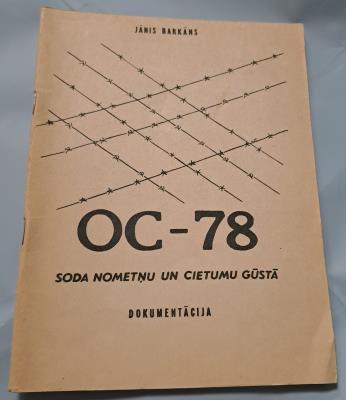 JĀNIS BARKĀNS
OC-78
SODA NOMETŅU UN CIETUMU GŪSTĀ
DOKUMENTĀCIJA